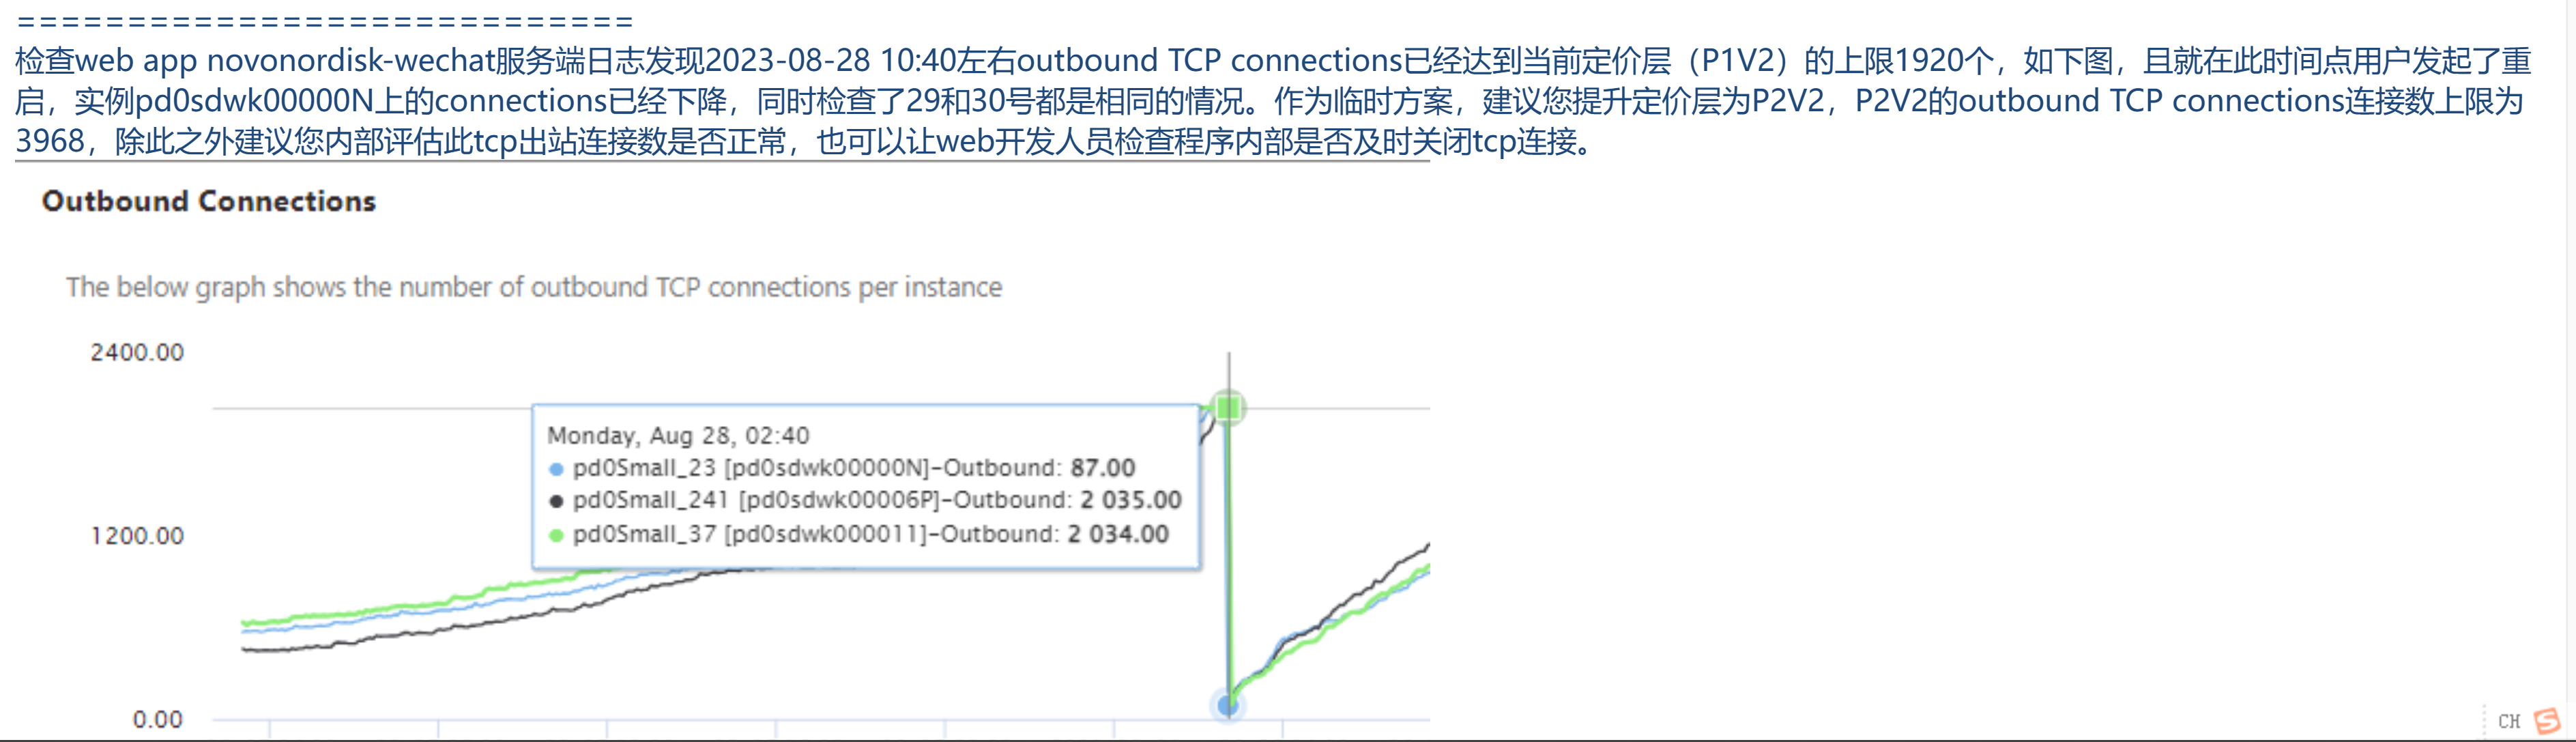 ============================
检查web app novonordisk-wechat服务端日志发现2023-08-28 10:40左右outbound TCP connections已经达到当前定价层（P1V2）的上限1920个，如下图，且就在此时间点用户发起了重
启，实例pd0sdwk00000N上的connections已经下降，同时检查了29和30号都是相同的情况。作为临时方案，建议您提升定价层为P2V2，P2V2的outbound TCP connections连接数上限为
3968，除此之外建议您内部评估此tcp出站连接数是否正常，也可以让web开发人员检查程序内部是否及时关闭tcp连接。
Outbound Connections
The below graph shows the number of outbound TCP connections per instance
2400.00
Monday, Aug 28, 02:40
pd0Small_23 [pd0sdwk00000N]-Outbound: 87.00
pd0Small_241 [pd0sdwk00006P]-Outbound: 2 035.00
1200.00
pd0Small_37 [pd0sdwk000011]-Outbound: 2 034.00
0.00
CH S